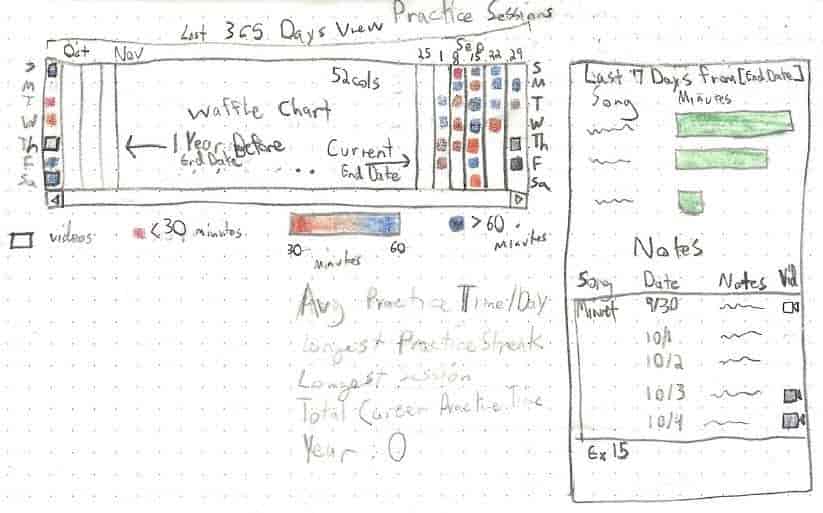 Practice Sessions
Last 365 Days View
Oct Nov
Sep
25 1 8 15 22 29
S
M
T
W
Th
F
Sa
52cols
Waffle Chart
1 Year Before
End Date
Current
End Date
S
M
T
W
Th
F
Sa
videos
<30 minutes
30 60
minutes
>60
Minutes
Avg Practice Time/Day
Longest Practice Streak
Longest session
Total Career Practice Time
Year: 0
Last 7 Days from [End Date]
Song Minutes
Notes
Song Date Notes Vid
Minuet 9/30
10/1
10/2
10/3
10/4
Ex 15